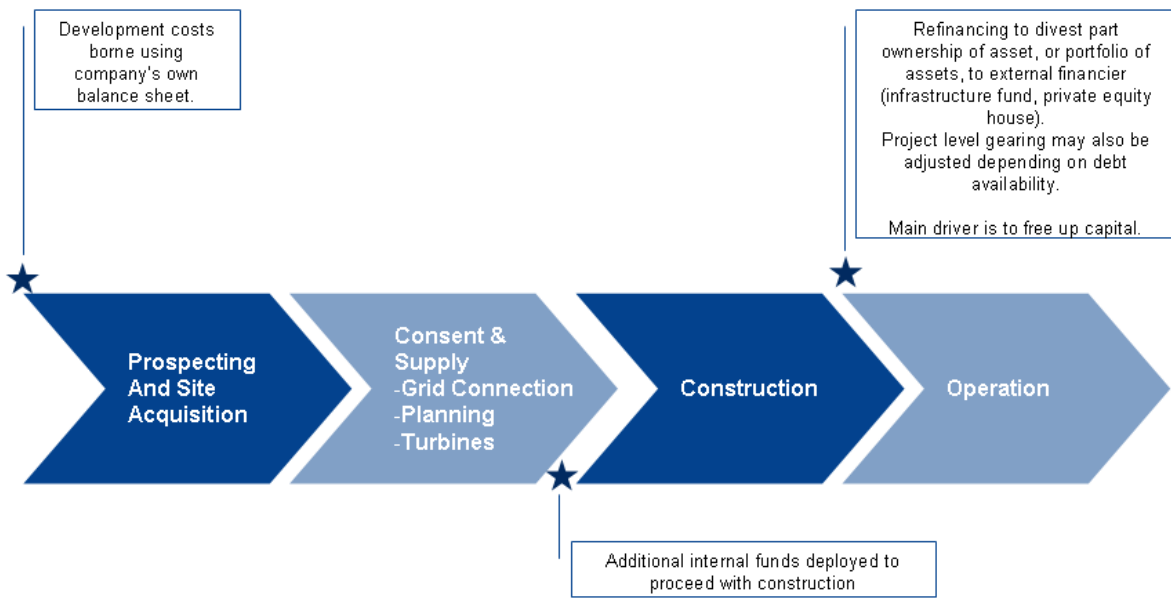 Development costs
borne using
company's own
balance sheet.
Refinancing to divest part
ownership of asset, or portfolio of
assets, to external financier
(infrastructure fund, private equity
house).
Project level gearing may also be
adjusted depending on debt
availability.
Main driver is to free up capital.
Prospecting
And Site
Acquisition
Consent &
Supply
-Grid Connection
-Planning
-Turbines
Construction
Operation
Additional internal funds deployed to
proceed with construction